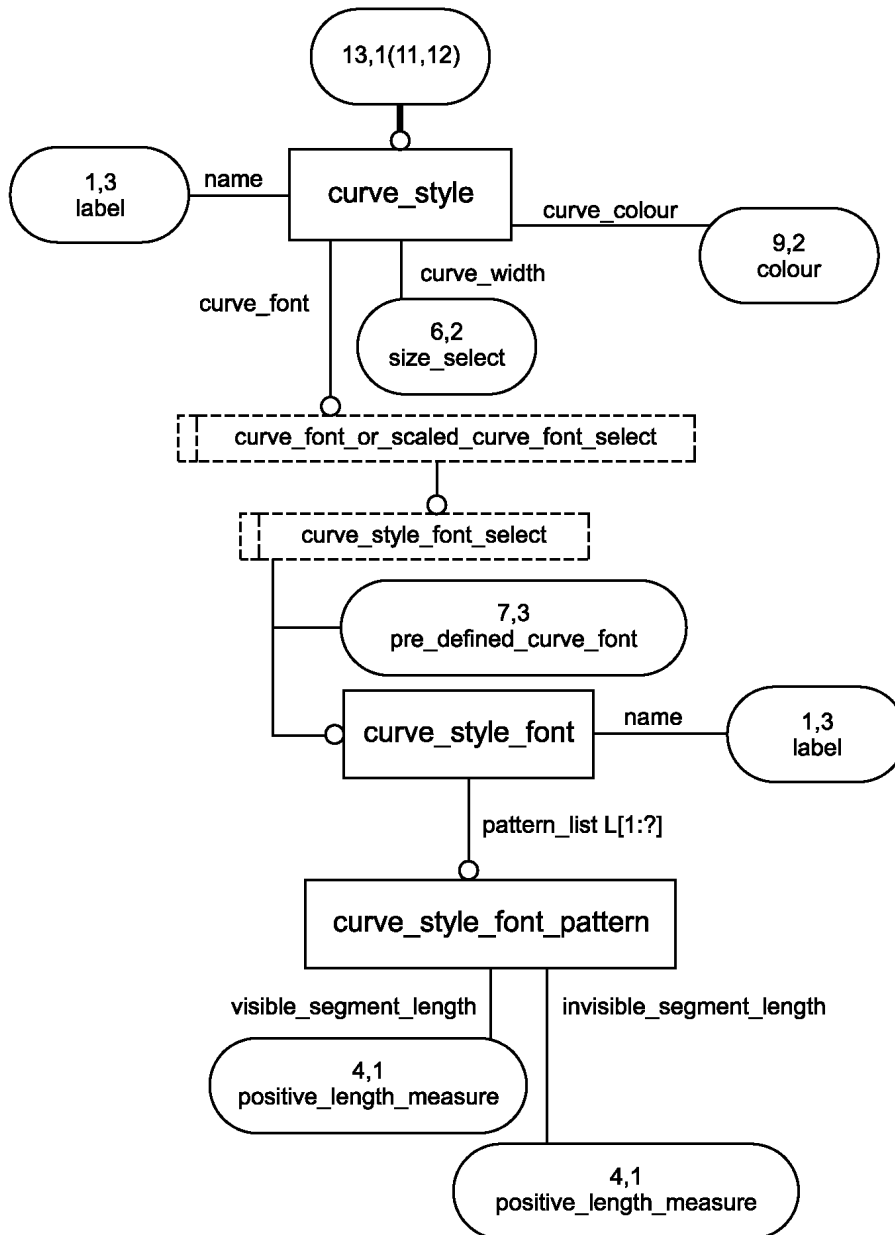 13,1(11,12)
1,3
label
name
curve_style
curve_colour
9,2
colour
curve_font
curve_width
6,2
size_select
curve_font_or_scaled_curve_font_select
curve_style_font_select
7,3
pre_defined_curve_font
curve_style_font
name
1,3
label
pattern_list L[1:?]
curve_style_font_pattern
visible_segment_length
invisible_segment_length
4,1
positive_length_measure
4,1
positive_length_measure